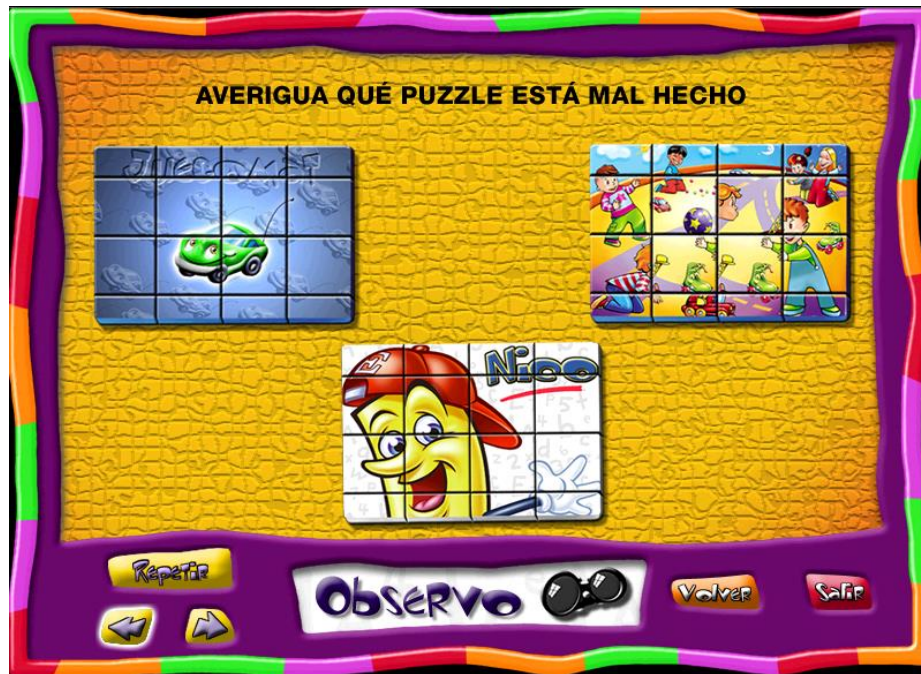 AVERIGUA QUÉ PUZZLE ESTÁ MAL HECHO
Nico
Repetir
Observo
Volver
Salir